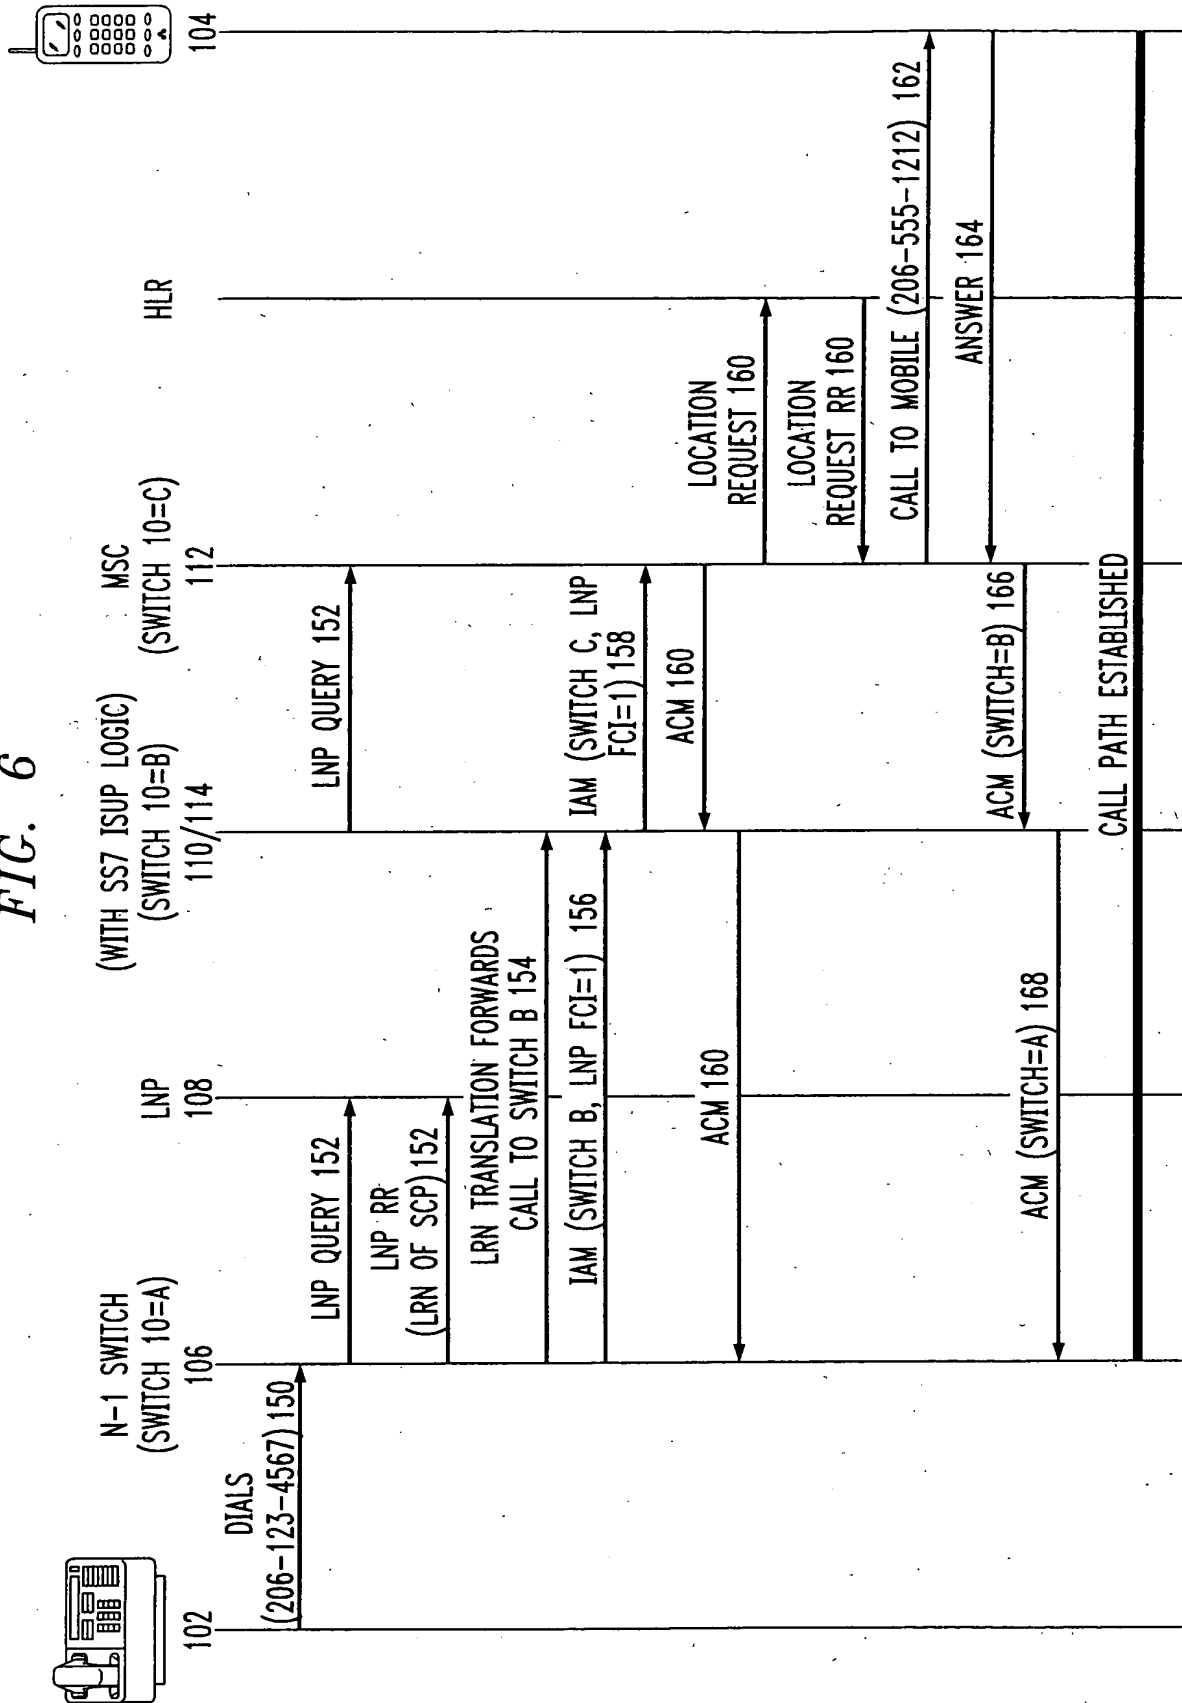 FIG. 6
102
N-1 SWITCH
(SWITCH 10=A)
106
LNP
108
(WITH SS7 ISUP LOGIC)
(SWITCH 10=B)
110/114
MSC
(SWITCH 10=C)
112
HLR
104
DIALS
(206-123-4567) 150
LNP QUERY 152
LNP QUERY 152
LNP RR
(LRN OF SCP) 152
LRN TRANSLATION FORWARDS
CALL TO SWITCH B 154
IAM (SWITCH B, LNP FCI=1) 156
IAM (SWITCH C, LNP
FCI=1) 158
ACM 160
ACM 160
LOCATION
REQUEST 160
LOCATION
REQUEST RR 160
CALL TO MOBILE (206-555-1212) 162
ANSWER 164
ACM (SWITCH=B) 166
ACM (SWITCH=A) 168
CALL PATH ESTABLISHED